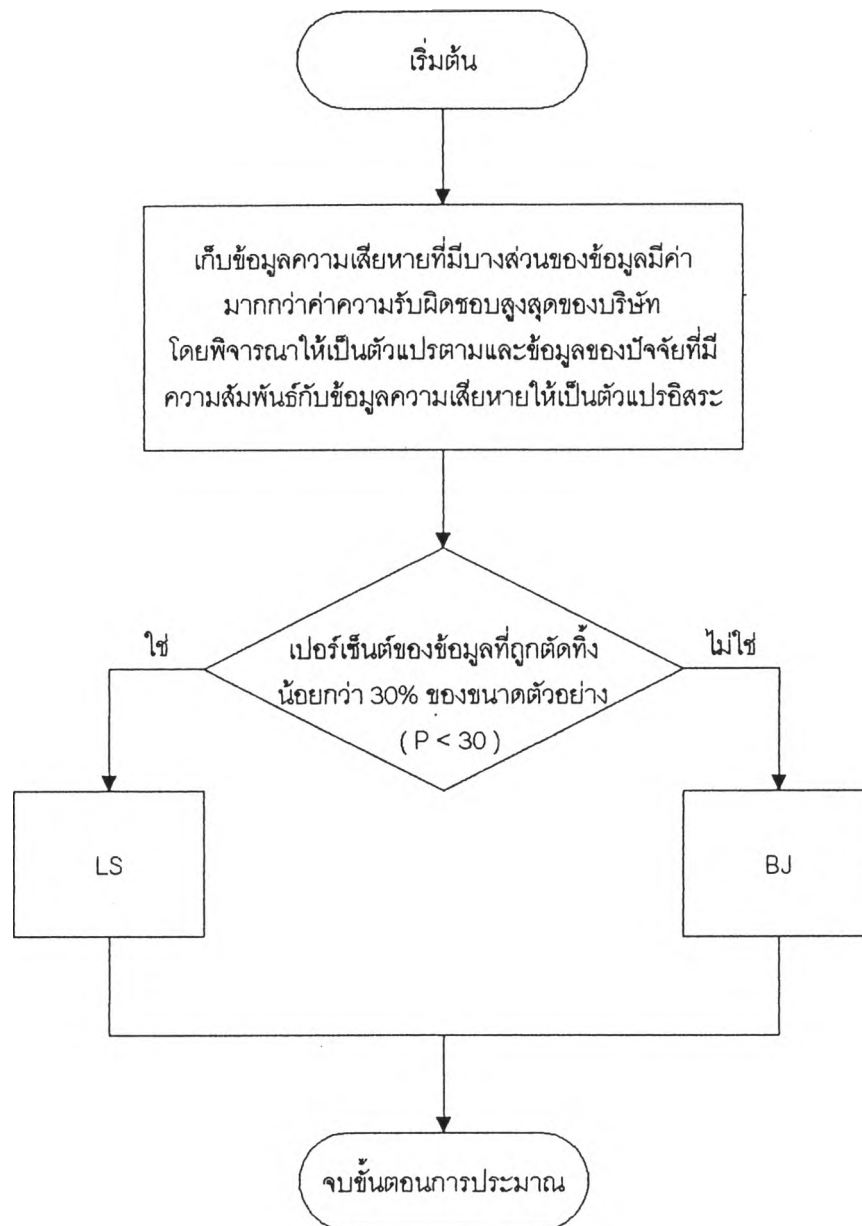 เริ่มต้น
เก็บข้อมูลความเสียหายที่มีบางส่วนของข้อมูลมีค่า
มากกว่าค่าความรับผิดชอบสูงสุดของบริษัท
โดยพิจารณาให้เป็นตัวแปรตามและข้อมูลของปัจจัยที่มี
ความสัมพันธ์กับข้อมูลความเสียหายให้เป็นตัวแปรอิสระ
ใช่
เปอร์เซ็นต์ของข้อมูลที่ถูกตัดทิ้ง
น้อยกว่า 30% ของขนาดตัวอย่าง
( P < 30 )
ไม่ใช่
LS
BJ
จบขั้นตอนการประมาณ